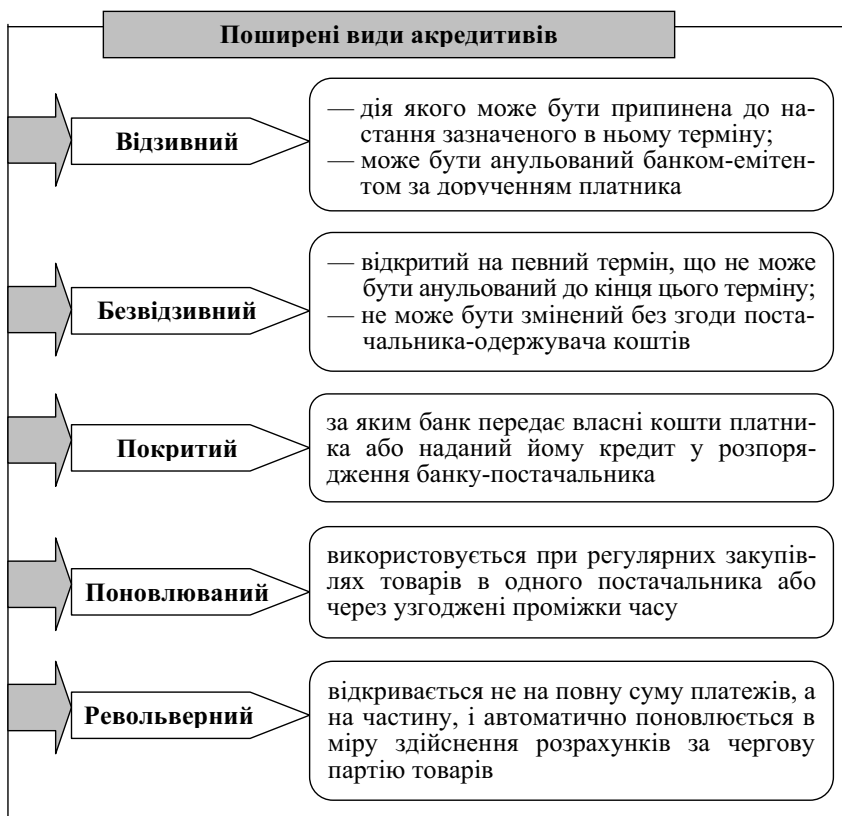 Поширені види акредитивів
Відзивний
— дія якого може бути припинена до на-
стання зазначеного в ньому терміну;
— може бути анульований банком-емітен-
том за дорученням платника
Безвідзивний
— відкритий на певний термін, що не може
бути анульований до кінця цього терміну;
— не може бути змінений без згоди поста-
чальника-одержувача коштів
Покритий
за яким банк передає власні кошти платни-
ка або наданий йому кредит у розпоря-
дження банку-постачальника
Поновлюваний
використовується при регулярних закупів-
лях товарів в одного постачальника або
через узгоджені проміжки часу
Револьверний
відкривається не на повну суму платежів, а
на частину, і автоматично поновлюється в
міру здійснення розрахунків за чергову
партію товарів